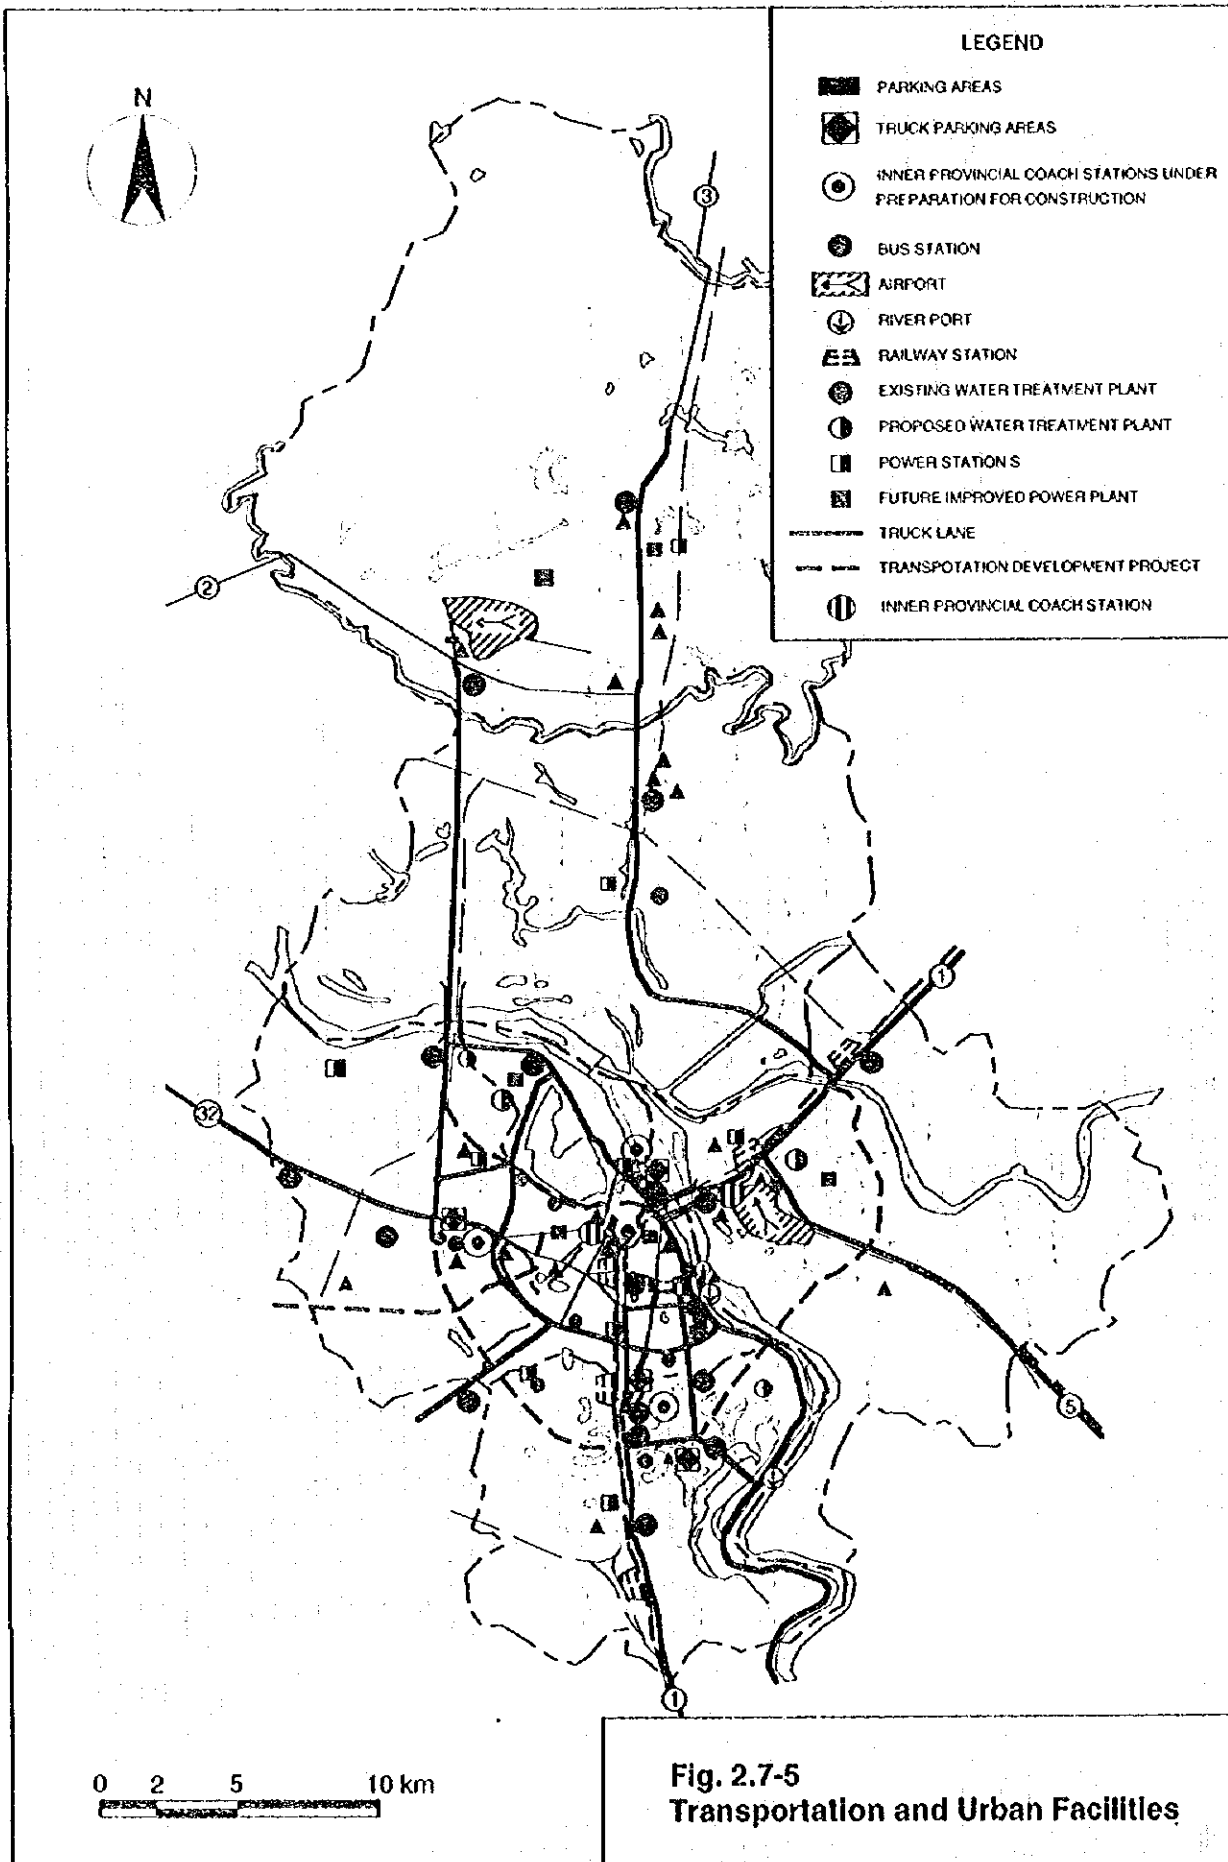 LEGEND
PARKING AREAS
TRUCK PARKING AREAS
INNER PROVINCIAL COACH STATIONS UNDER
PREPARATION FOR CONSTRUCTION
BUS STATION
AIRPORT
RIVER PORT
RAILWAY STATION
EXISTING WATER TREATMENT PLANT
PROPOSED WATER TREATMENT PLANT
POWER STATION S
FUTURE IMPROVED POWER PLANT
TRUCK LANE
TRANSPOTATION DEVELOPMENT PROJECT
INNER PROVINCIAL COACH STATION
N
3
2
1
32
5
1
0 2 5 10 km
Fig. 2.7-5
Transportation and Urban Facilities